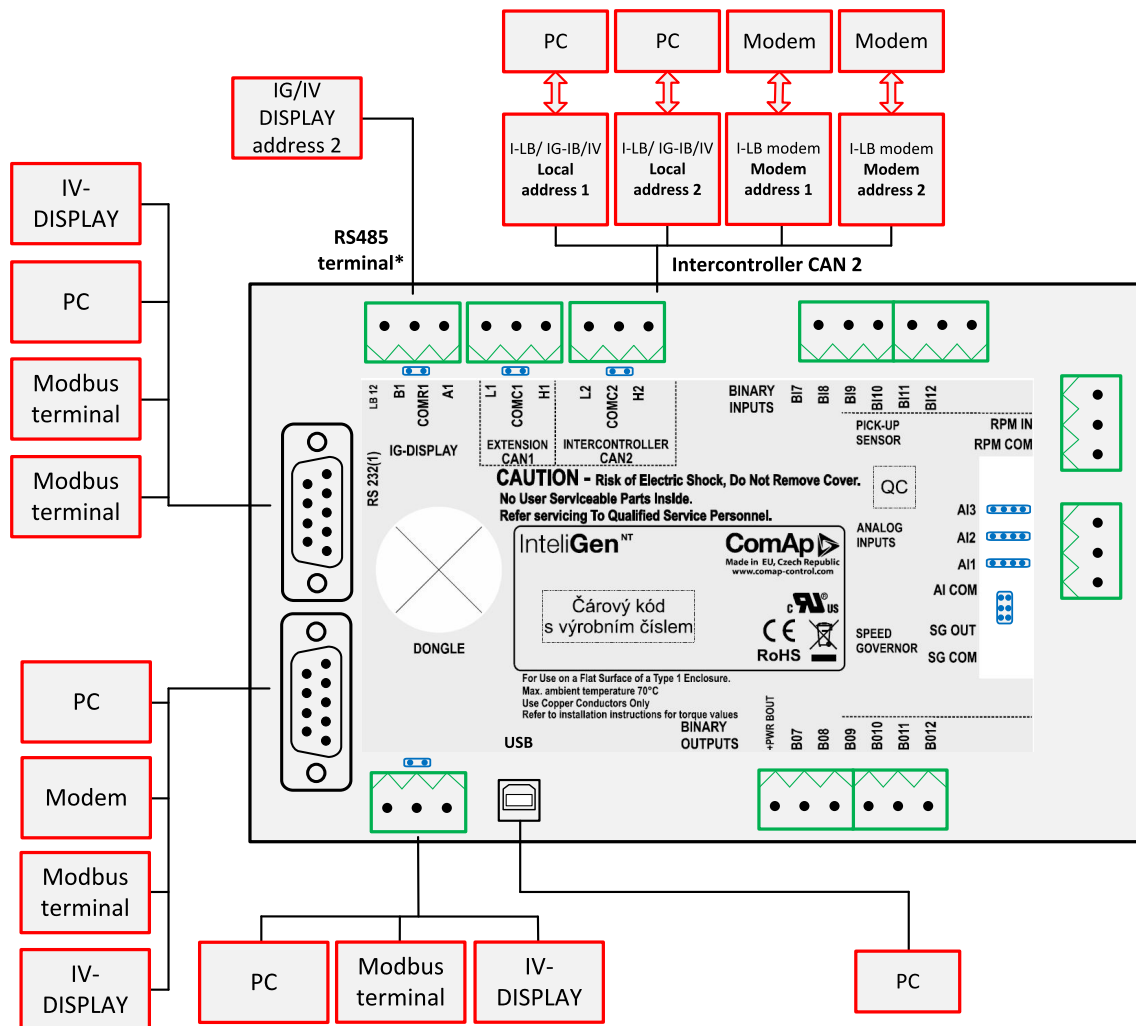 PC
PC
Modem
Modem
IG/IV
DISPLAY
address 2
I-LB/ IG-IB/IV
Local
address 1
I-LB/ IG-IB/IV
Local
address 2
I-LB modem
Modem
address 1
I-LB modem
Modem
address 2
IV-
DISPLAY
PC
Modbus
terminal
Modbus
terminal
RS485
terminal*
Intercontroller CAN 2
LB 12
B1
COMR1
A1
L1
COMC1
H1
L2
COMC2
H2
BINARY
INPUTS
BI7
BI8
BI9
BI10
BI11
BI12
RS 232(1)
IG-DISPLAY
EXTENSION
CAN1
INTERCONTROLLER
CAN2
PICK-UP
SENSOR
RPM IN
RPM COM
CAUTION - Risk of Electric Shock, Do Not Remove Cover.
No User Serviceable Parts Inside.
Refer servicing To Qualified Service Personnel.
QC
ANALOG
INPUTS
AI3
AI2
AI1
AI COM
InteliGen NT
ComAp
Made in EU, Czech Republic
www.comap-control.com
Čárový kód
s výrobním číslem
c RU ® US
CE
RoHS
DONGLE
SPEED
GOVERNOR
SG OUT
SG COM
For Use on a Flat Surface of a Type 1 Enclosure.
Max. ambient temperature 70°C
Use Copper Conductors Only
Refer to installation instructions for torque values
USB
BINARY
OUTPUTS
+PWR BOUT
B07
B08
B09
B010
B011
B012
PC
Modem
Modbus
terminal
IV-
DISPLAY
PC
Modbus
terminal
IV-
DISPLAY
PC